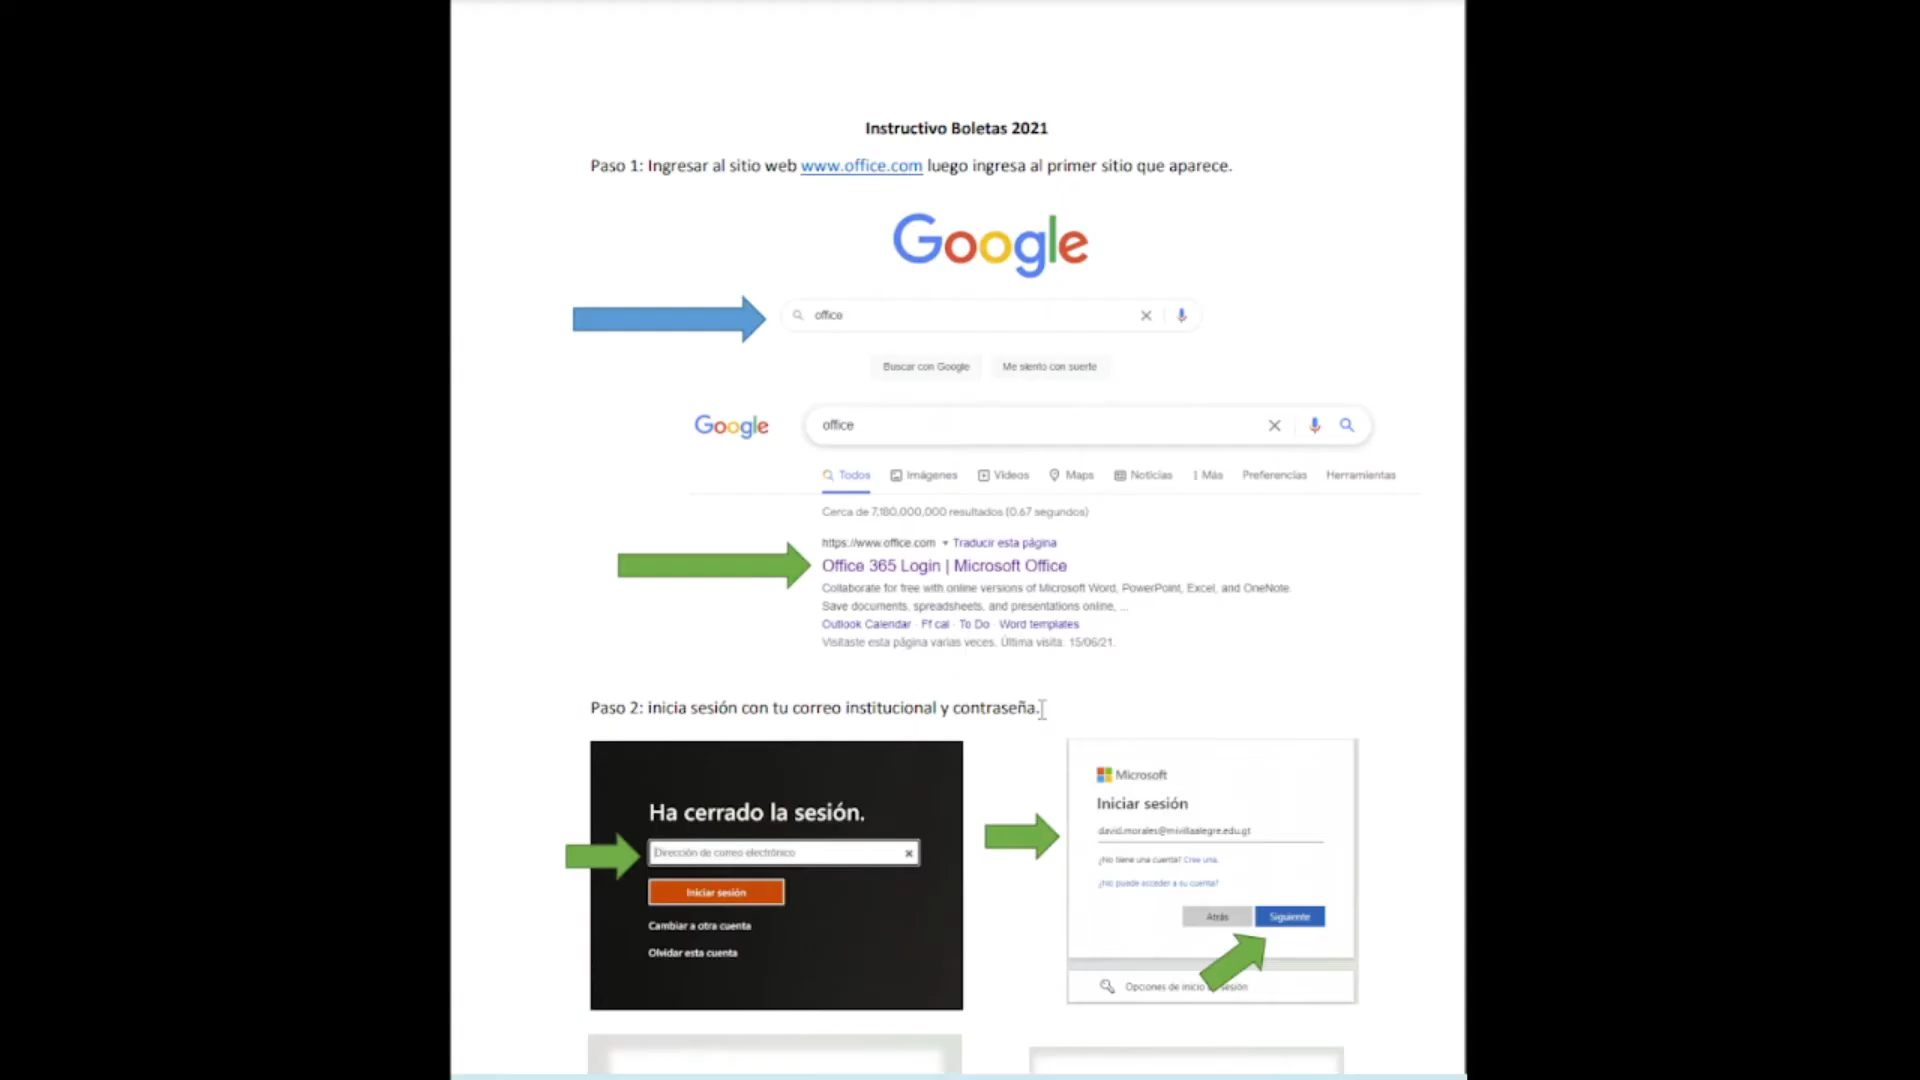 Instructivo Boletas 2021
Paso 1: Ingresar al sitio web www.office.com luego ingresa al primer sitio que aparece.
Google
office
Buscar con Google Me siento con suerte
Google office
Todos Imágenes Videos Maps Noticias Más Preferencias Herramientas
Cerca de 7,180,000,000 resultados (0.67 segundos)
https://www.office.com Traducir esta página
Office 365 Login | Microsoft Office
Collaborate for free with online versions of Microsoft Word, PowerPoint, Excel, and OneNote.
Save documents, spreadsheets, and presentations online, ...
Outlook Calendar · Ff cal · To Do · Word templates
Visitaste esta página varias veces. Última visita: 15/06/21.
Paso 2: inicia sesión con tu correo institucional y contraseña.
Ha cerrado la sesión.
Dirección de correo electrónico
Iniciar sesión
Cambiar a otra cuenta
Olvidar esta cuenta
Microsoft
Iniciar sesión
david.morales@mivillaalegre.edu.gt
¿No tiene una cuenta? Cree una.
¿No puede acceder a su cuenta?
Atrás Siguiente
Opciones de inicio sesión